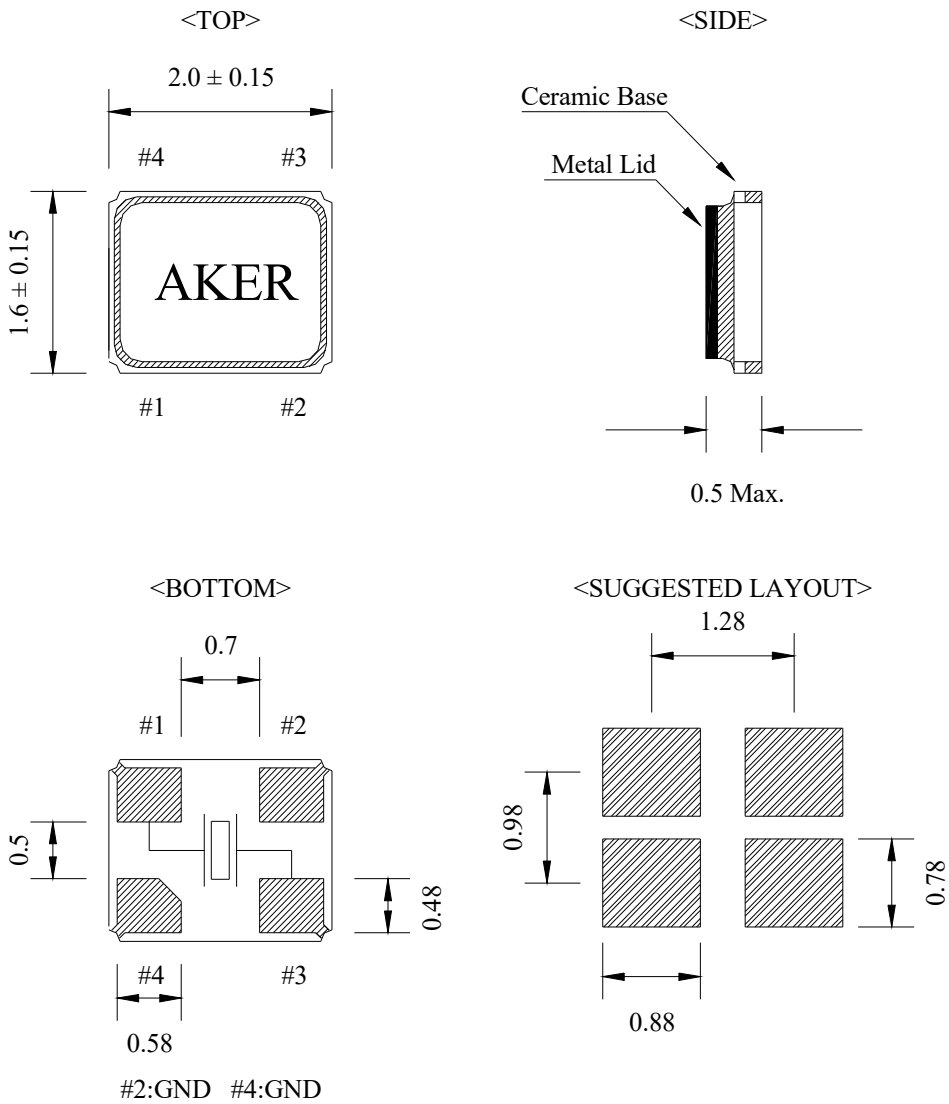 <TOP>
<SIDE>
2.0 ± 0.15
Ceramic Base
#4 #3
Metal Lid
1.6 ± 0.15
AKER
#1 #2
0.5 Max.
<BOTTOM>
<SUGGESTED LAYOUT>
0.7
1.28
#1 #2
0.5
0.98
0.48
0.78
#4 #3
0.58
0.88
#2:GND #4:GND